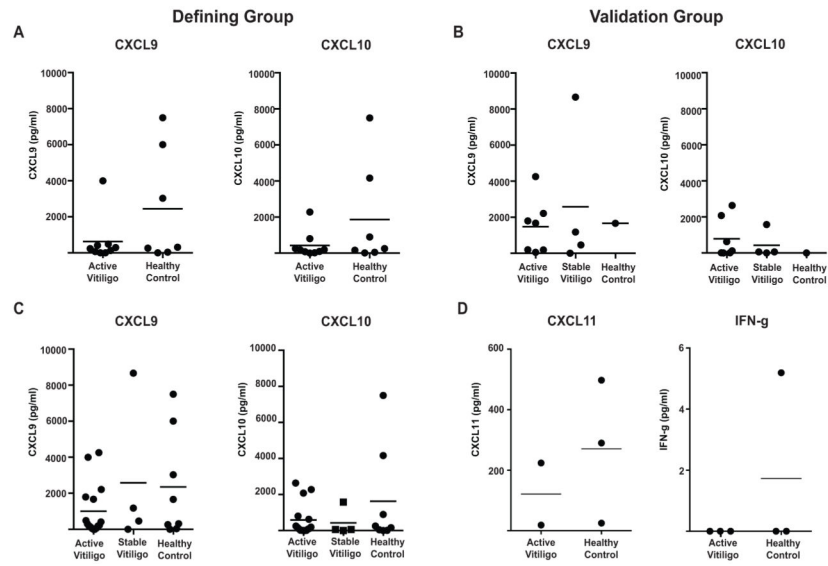 Defining Group
Validation Group
A
CXCL9
CXCL10
CXCL9 (pg/ml)
10000
8000
6000
4000
2000
Active Vitiligo
Healthy Control
CXCL10 (pg/ml)
10000
8000
6000
4000
2000
Active Vitiligo
Healthy Control
B
CXCL9
CXCL10
CXCL9 (pg/ml)
10000
8000
6000
4000
2000
0
Active Vitiligo
Stable Vitiligo
Healthy Control
CXCL10 (pg/ml)
10000
8000
6000
4000
2000
0
Active Vitiligo
Stable Vitiligo
Healthy Control
C
CXCL9
CXCL10
CXCL9 (pg/ml)
10000
8000
6000
4000
2000
0
Active Vitiligo
Stable Vitiligo
Healthy Control
CXCL10 (pg/ml)
10000
8000
6000
4000
2000
0
Active Vitiligo
Stable Vitiligo
Healthy Control
D
CXCL11
IFN-g
CXCL11 (pg/ml)
600
400
200
0
Active Vitiligo
Healthy Control
IFN-g (pg/ml)
6
4
2
0
Active Vitiligo
Healthy Control